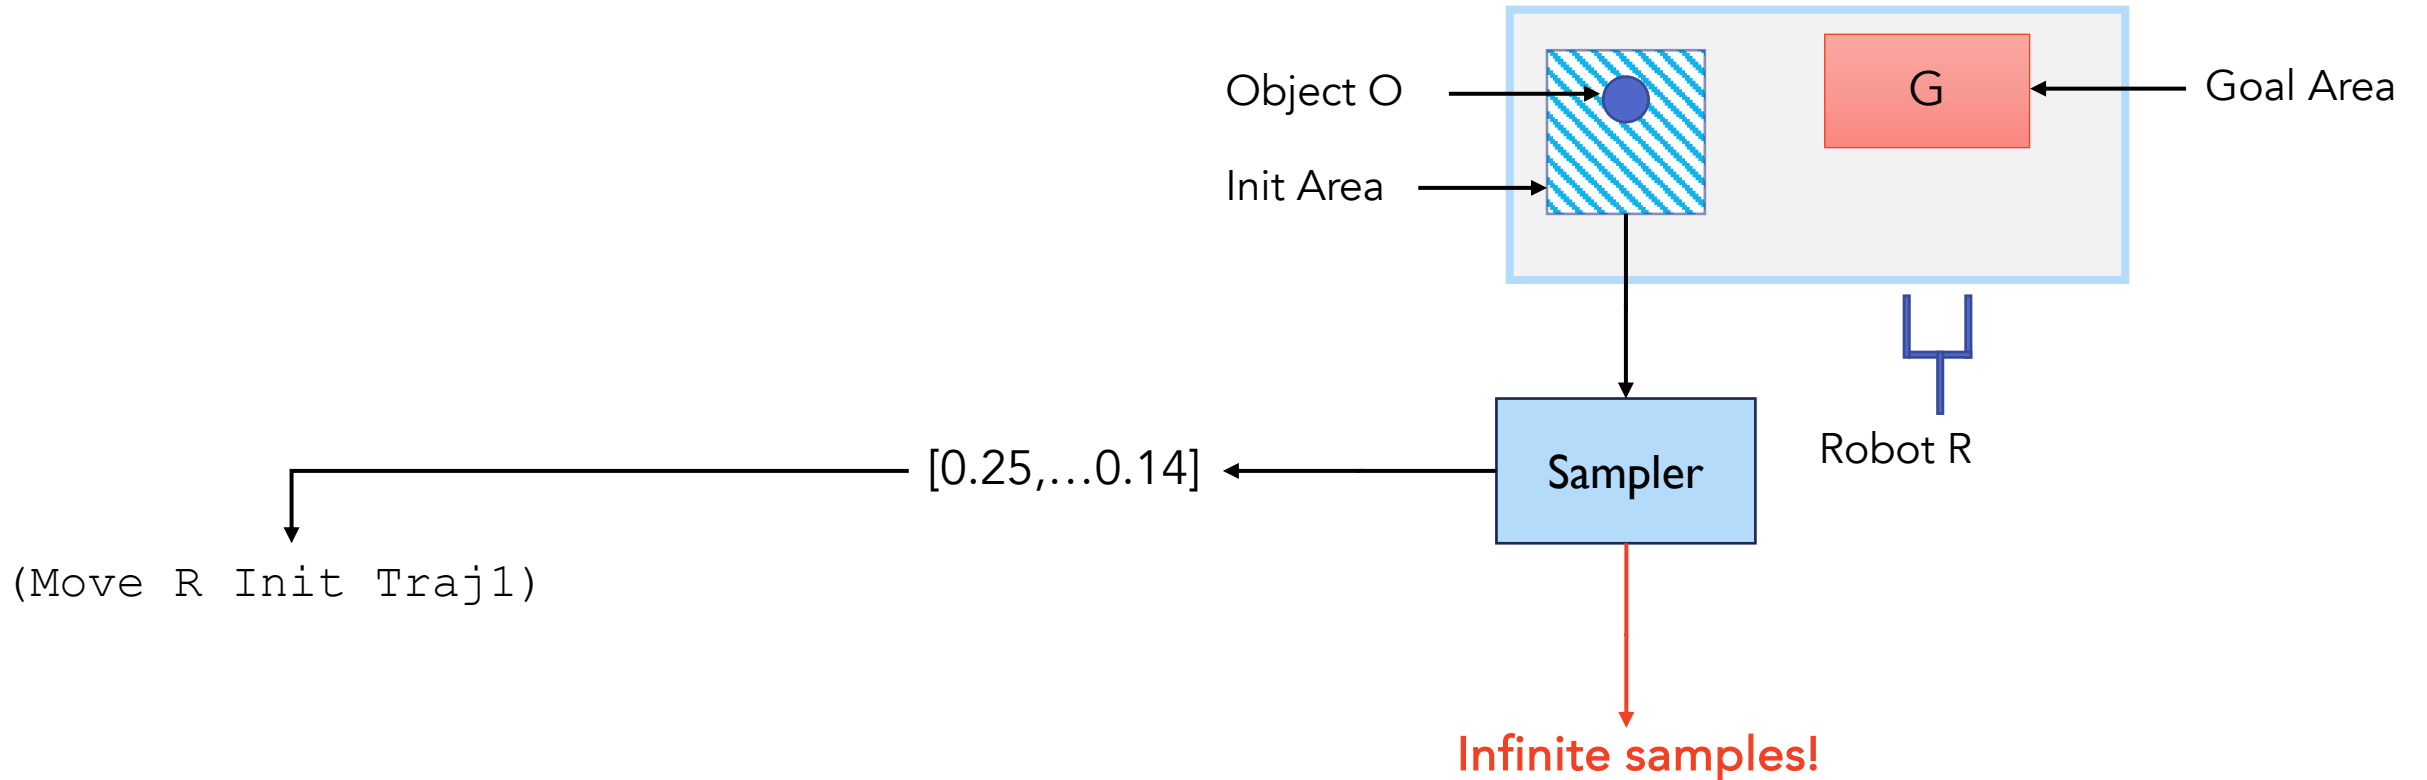 Object O
G
Goal Area
Init Area
Robot R
[0.25,...0.14]
Sampler
(Move R Init Traj1)
Infinite samples!